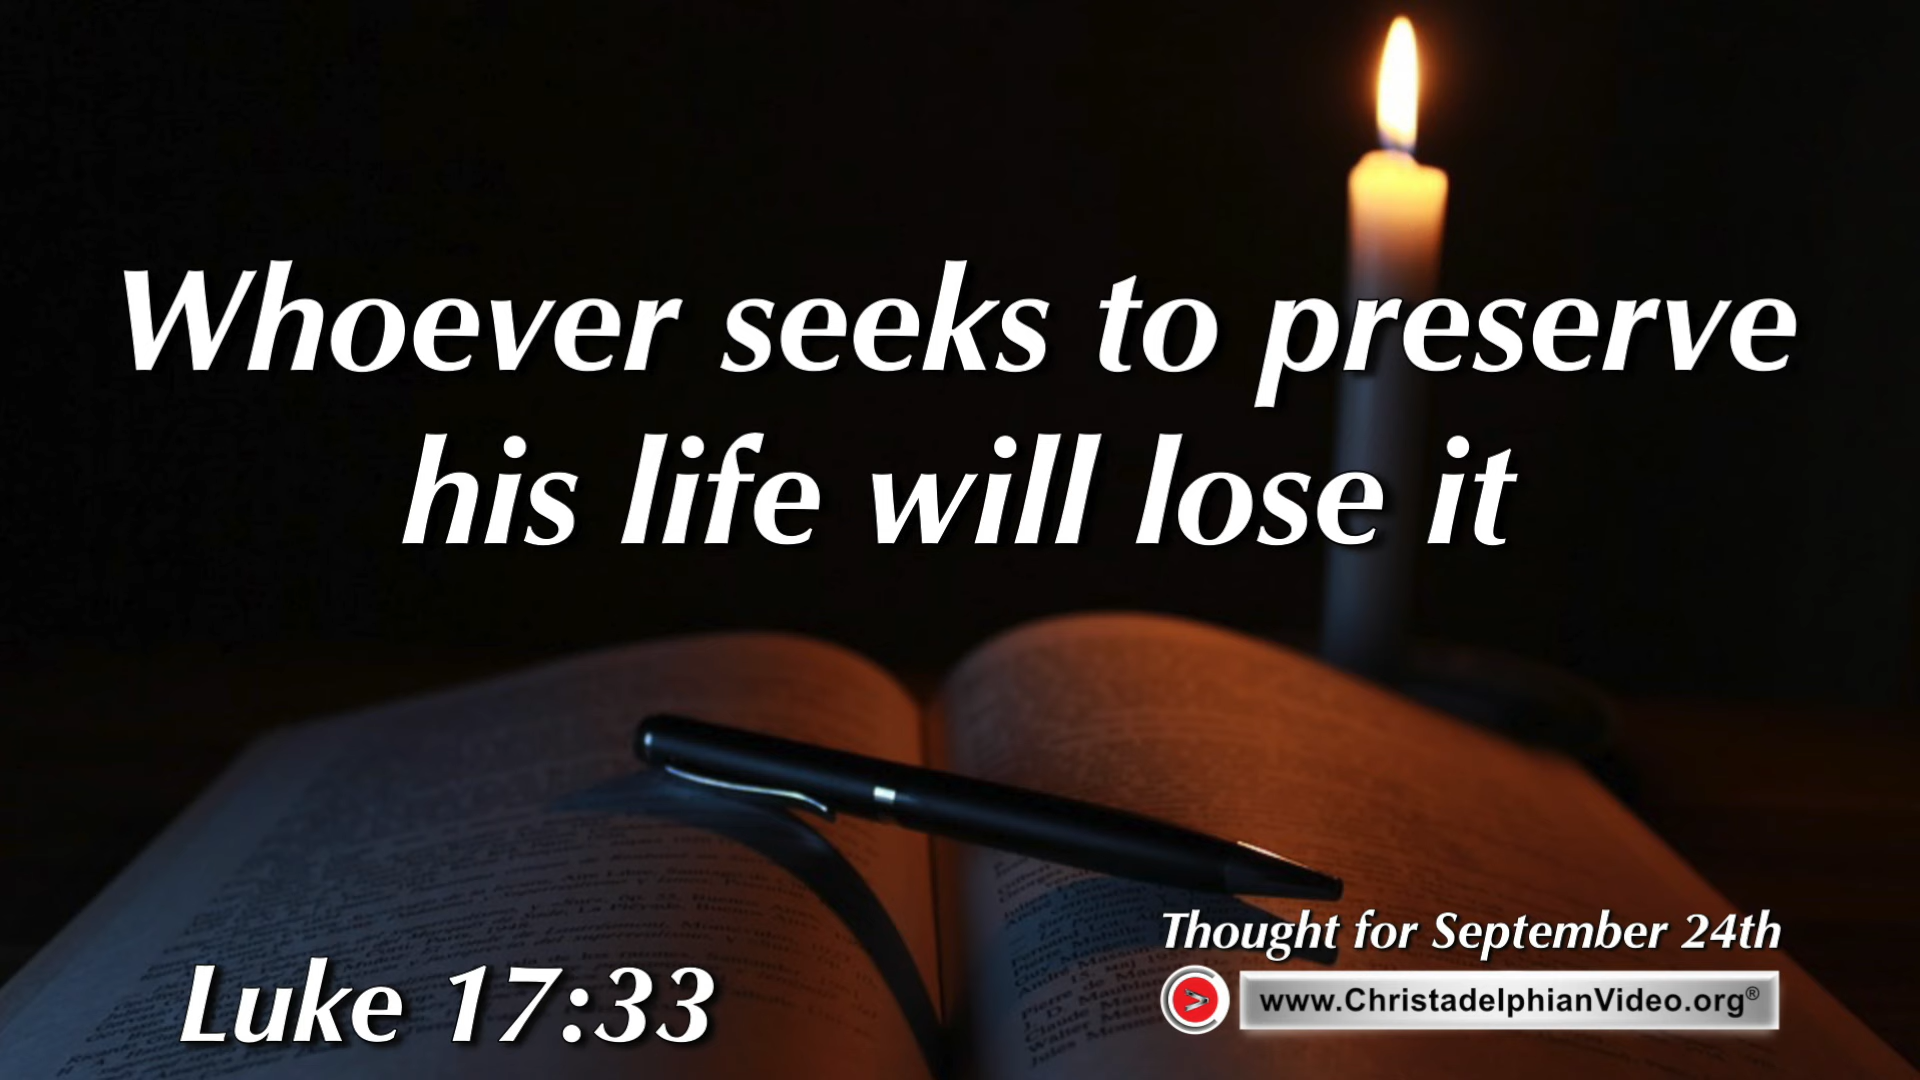 Whoever seeks to preserve
his life will lose it
Luke 17:33
Thought for September 24th
www.ChristadelphianVideo.org®